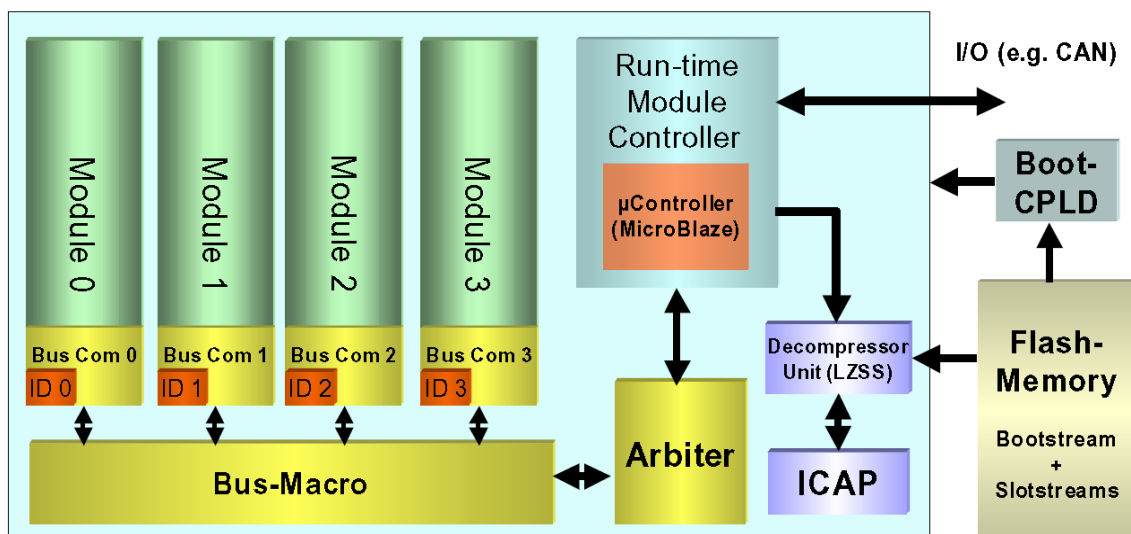 Module 0
Module 1
Module 2
Module 3
Bus Com 0
Bus Com 1
Bus Com 2
Bus Com 3
ID 0
ID 1
ID 2
ID 3
Bus-Macro
Run-time
Module
Controller
µController
(MicroBlaze)
Arbiter
Decompressor
Unit (LZSS)
ICAP
I/O (e.g. CAN)
Boot-
CPLD
Flash-
Memory
Bootstream
+
Slotstreams